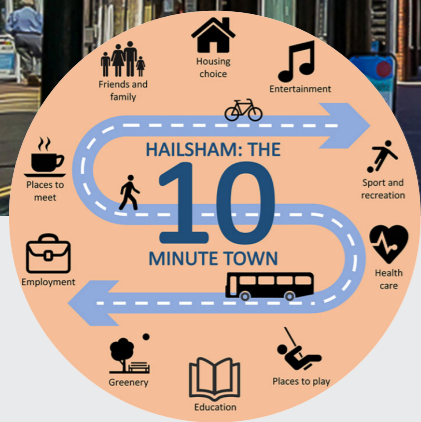 Housing
choice
Friends and
family
Entertainment
HAILSHAM: THE
10
MINUTE TOWN
Places to
meet
Sport and
recreation
Employment
Health
care
Greenery
Education
Places to play